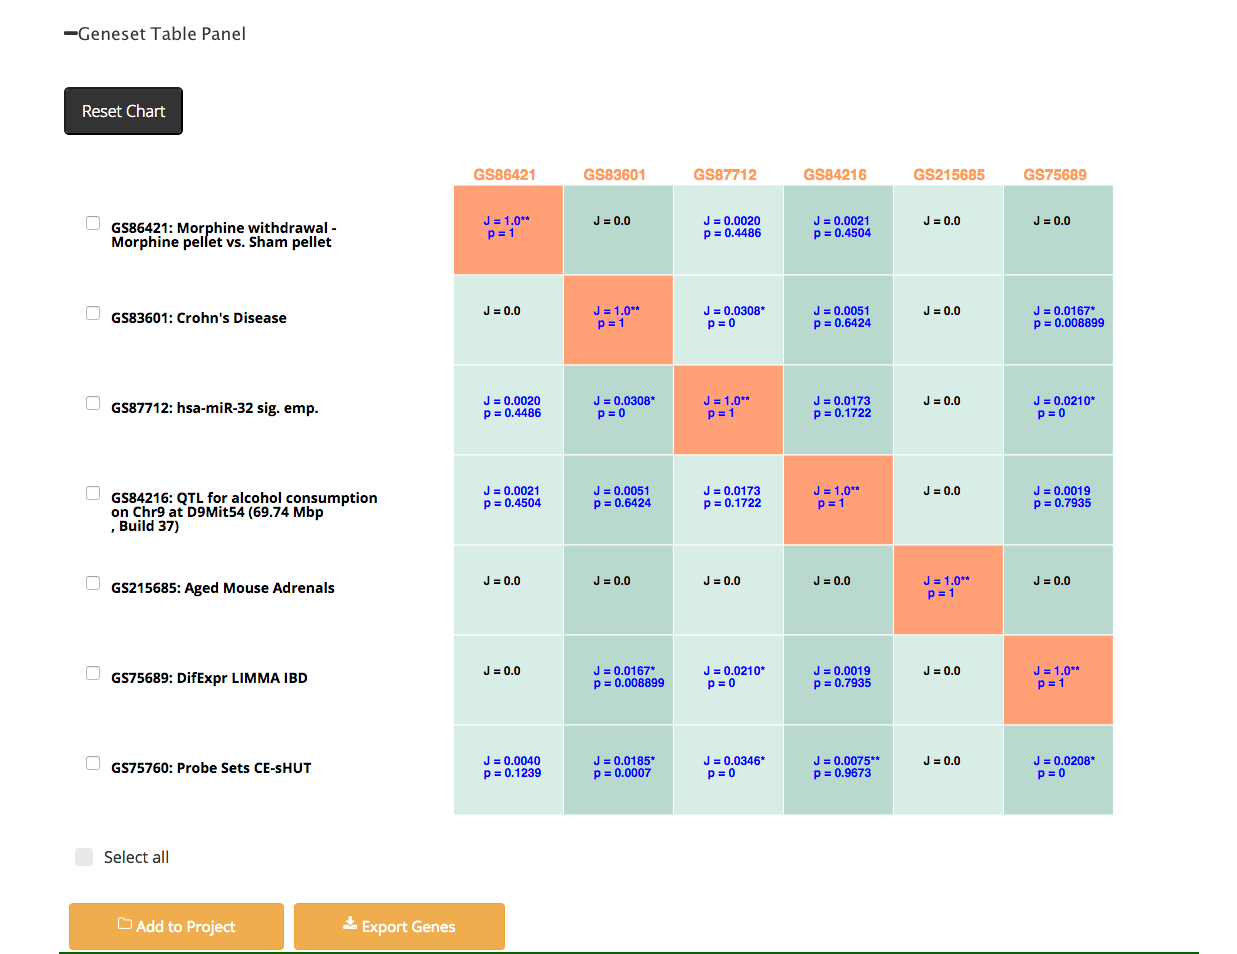 Geneset Table Panel
Reset Chart
GS86421 GS83601 GS87712 GS84216 GS215685 GS75689
GS86421: Morphine withdrawal -
Morphine pellet vs. Sham pellet
J = 1.0** J = 0.0 J = 0.0020 J = 0.0021 J = 0.0 J = 0.0
p = 1 p = 0.4486 p = 0.4504
GS83601: Crohn's Disease
J = 0.0 J = 1.0** J = 0.0308* J = 0.0051 J = 0.0 J = 0.0167*
p = 1 p = 0 p = 0.6424 p = 0.008899
GS87712: hsa-miR-32 sig. emp.
J = 0.0020 J = 0.0308* J = 1.0** J = 0.0173 J = 0.0 J = 0.0210*
p = 0.4486 p = 0 p = 1 p = 0.1722 p = 0
GS84216: QTL for alcohol consumption
on Chr9 at D9Mit54 (69.74 Mbp
, Build 37)
J = 0.0021 J = 0.0051 J = 0.0173 J = 1.0** J = 0.0 J = 0.0019
p = 0.4504 p = 0.6424 p = 0.1722 p = 1 p = 0.7935
GS215685: Aged Mouse Adrenals
J = 0.0 J = 0.0 J = 0.0 J = 0.0 J = 1.0** J = 0.0
p = 1
GS75689: DifExpr LIMMA IBD
J = 0.0 J = 0.0167* J = 0.0210* J = 0.0019 J = 0.0 J = 1.0**
p = 0.008899 p = 0 p = 0.7935 p = 1
GS75760: Probe Sets CE-sHUT
J = 0.0040 J = 0.0185* J = 0.0346* J = 0.0075** J = 0.0 J = 0.0208*
p = 0.1239 p = 0.0007 p = 0 p = 0.9673 p = 0
Select all
Add to Project
Export Genes